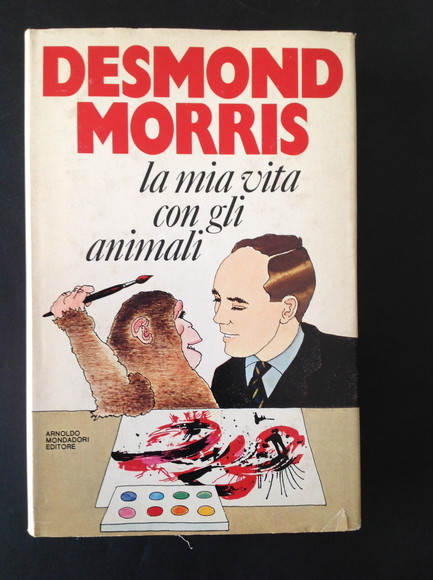 DESMOND
MORRIS
la mia vita
con gli
animali
ARNOLDO
MONDADORI
EDITORE